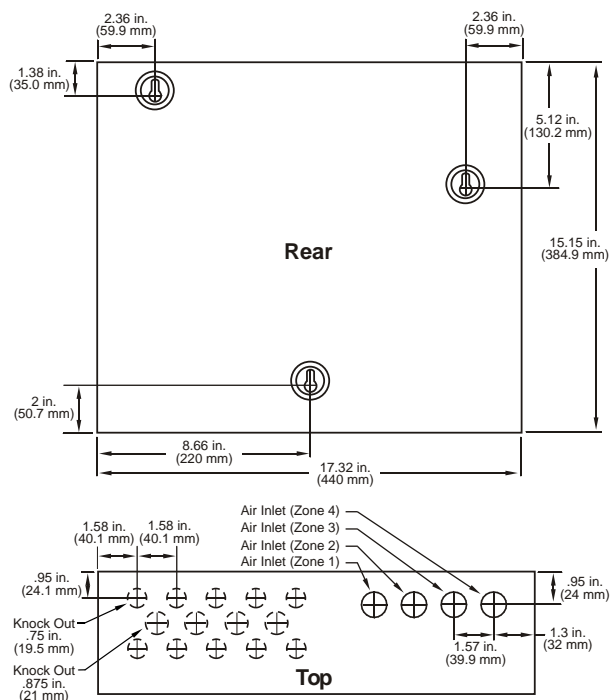 2.36 in.
(59.9 mm)
2.36 in.
(59.9 mm)
1.38 in.
(35.0 mm)
5.12 in.
(130.2 mm)
15.15 in.
(384.9 mm)
Rear
2 in.
(50.7 mm)
8.66 in.
(220 mm)
17.32 in.
(440 mm)
1.58 in.
(40.1 mm)
1.58 in.
(40.1 mm)
Air Inlet (Zone 4)
Air Inlet (Zone 3)
Air Inlet (Zone 2)
Air Inlet (Zone 1)
.95 in.
(24.1 mm)
.95 in.
(24 mm)
Knock Out
.75 in.
(19.5 mm)
Knock Out
.875 in.
(21 mm)
1.57 in.
(39.9 mm)
1.3 in.
(32 mm)
Top